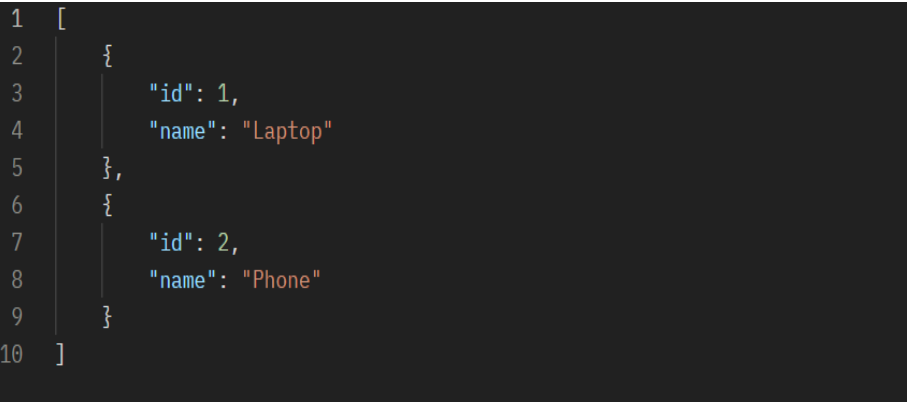 1 [
2 {
3 "id": 1,
4 "name": "Laptop"
5 },
6 {
7 "id": 2,
8 "name": "Phone"
9 }
10 ]